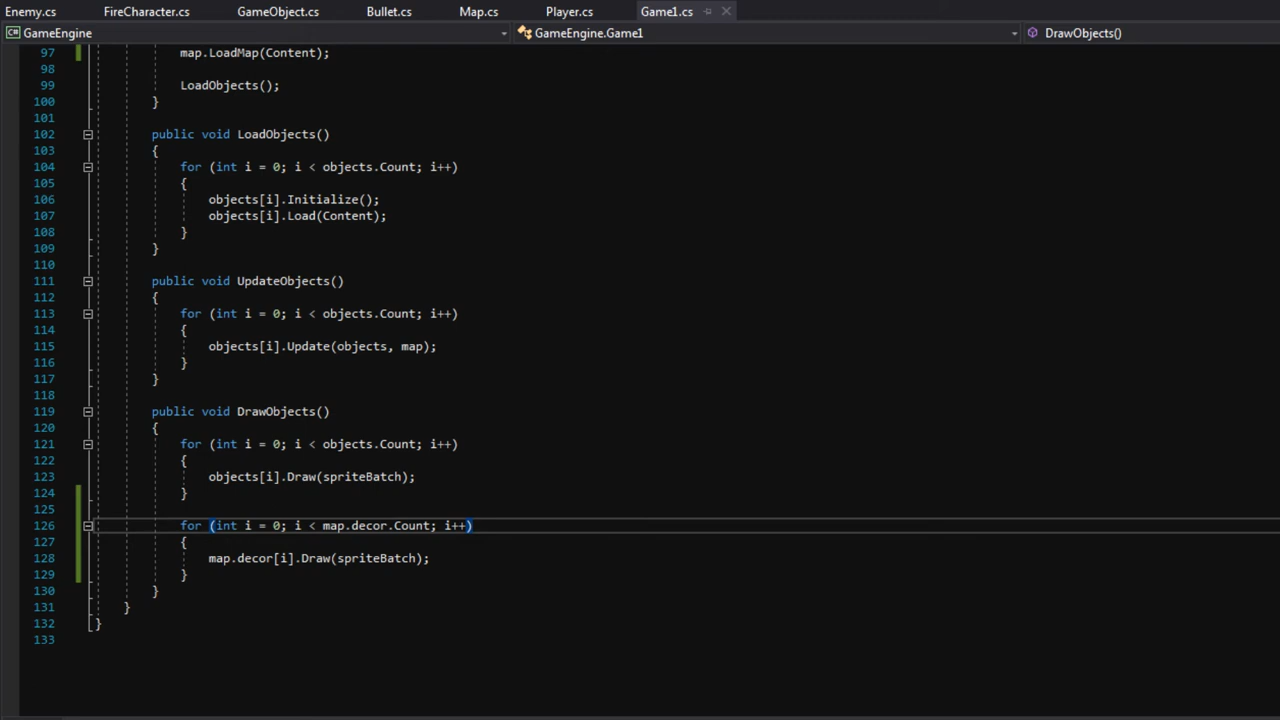 Enemy.cs FireCharacter.cs GameObject.cs Bullet.cs Map.cs Player.cs Game1.cs
C# GameEngine GameEngine.Game1 DrawObjects()
97 map.LoadMap(Content);
98
99 LoadObjects();
100 }
101
102 public void LoadObjects()
103 {
104 for (int i = 0; i < objects.Count; i++)
105 {
106 objects[i].Initialize();
107 objects[i].Load(Content);
108 }
109 }
110
111 public void UpdateObjects()
112 {
113 for (int i = 0; i < objects.Count; i++)
114 {
115 objects[i].Update(objects, map);
116 }
117 }
118
119 public void DrawObjects()
120 {
121 for (int i = 0; i < objects.Count; i++)
122 {
123 objects[i].Draw(spriteBatch);
124 }
125
126 for (int i = 0; i < map.decor.Count; i++)
127 {
128 map.decor[i].Draw(spriteBatch);
129 }
130 }
131 }
132 }
133